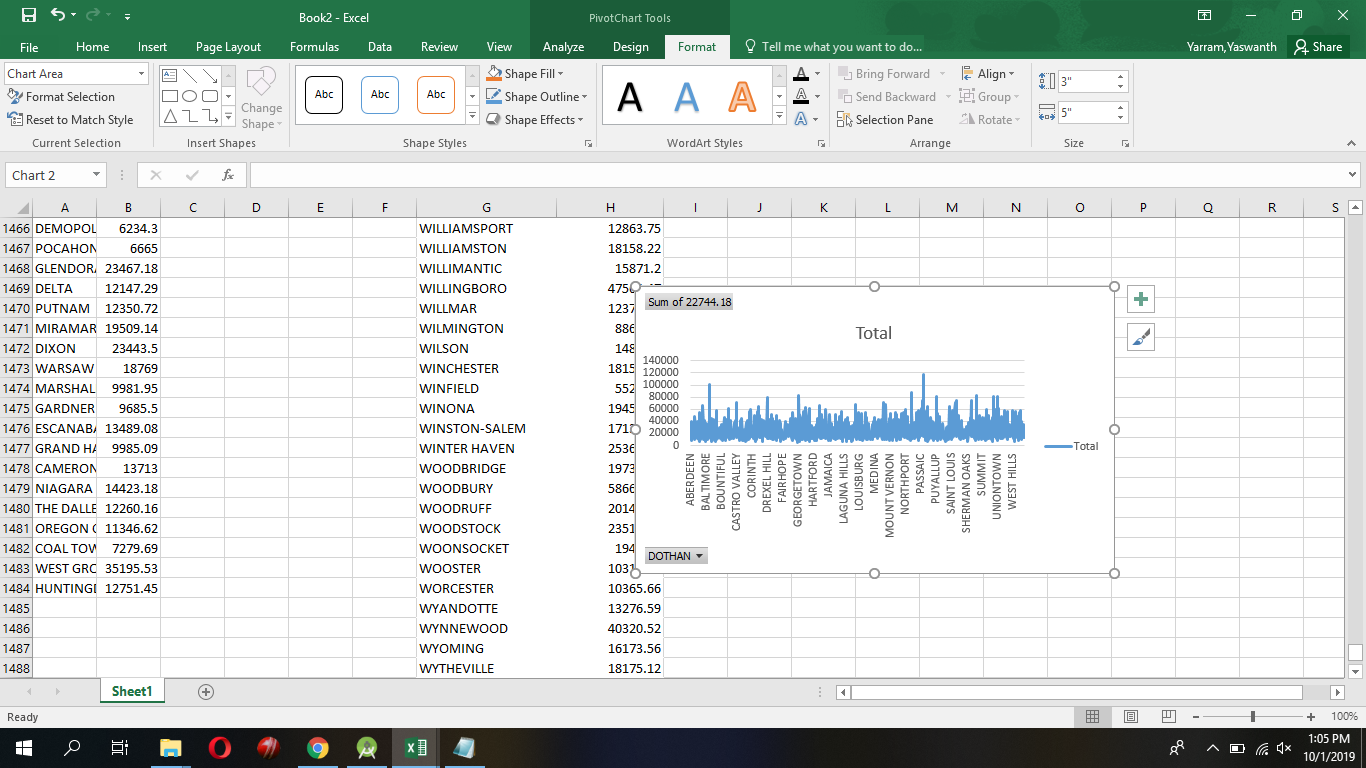 Book2 - Excel
PivotChart Tools
File Home Insert Page Layout Formulas Data Review View Analyze Design Format Tell me what you want to do... Yarram,Yaswanth Share
Chart Area
Format Selection
Reset to Match Style
Current Selection
Change
Shape
Insert Shapes
Abc Abc Abc
Shape Fill
Shape Outline
Shape Effects
Shape Styles
A A A
A
A
A
WordArt Styles
Bring Forward
Send Backward
Selection Pane
Align
Group
Rotate
Arrange
3"
5"
Size
Chart 2
fx
A B C D E F G H I J K L M N O P Q R S
1466 DEMOPOL 6234.3 WILLIAMSPORT 12863.75
1467 POCAHON 6665 WILLIAMSTON 18158.22
1468 GLENDORA 23467.18 WILLIMANTIC 15871.2
1469 DELTA 12147.29 WILLINGBORO
1470 PUTNAM 12350.72 WILLMAR 1237
1471 MIRAMAR 19509.14 WILMINGTON 886
1472 DIXON 23443.5 WILSON 148
1473 WARSAW 18769 WINCHESTER 1815
1474 MARSHAL 9981.95 WINFIELD 552
1475 GARDNER 9685.5 WINONA 1945
1476 ESCANABA 13489.08 WINSTON-SALEM
1477 GRAND HA 9985.09 WINTER HAVEN 2536
1478 CAMERON 13713 WOODBRIDGE 1973
1479 NIAGARA 14423.18 WOODBURY 5866
1480 THE DALLE 12260.16 WOODRUFF 2014
1481 OREGON C 11346.62 WOODSTOCK 2351
1482 COAL TOW 7279.69 WOONSOCKET 194
1483 WEST GRO 35195.53 WOOSTER
1484 HUNTING 12751.45 WORCESTER 10365.66
1485 WYANDOTTE 13276.59
1486 WYNNEWOOD 40320.52
1487 WYOMING 16173.56
1488 WYTHEVILLE 18175.12
Sum of 22744.18
Total
140000
120000
100000
80000
60000
40000
20000
0
ABERDEEN
BALTIMORE
BOUNTIFUL
CASTRO VALLEY
CORINTH
DREXEL HILL
FAIRHOPE
GEORGETOWN
HARTFORD
JAMAICA
LAGUNA HILLS
LOUISBURG
MEDINA
MOUNT VERNON
NORTHPORT
PASSAIC
PUYALLUP
SAINT LOUIS
SHERMAN OAKS
SUMMIT
UNIONTOWN
WEST HILLS
Total
DOTHAN
Sheet1
Ready
100%
1:05 PM
10/1/2019